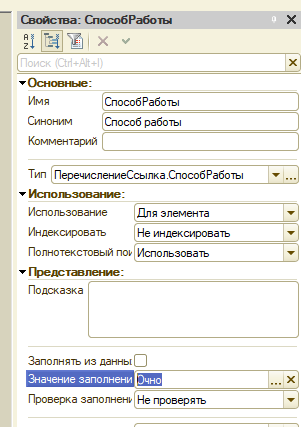 Свойства: СпособРаботы
Поиск (Ctrl+Alt+I)
Основные:
Имя СпособРаботы
Синоним Способ работы
Комментарий
Тип ПеречислениеСсылка.СпособРаботы ...
Использование:
Использование Для элемента
Индексировать Не индексировать
Полнотекстовый пои Использовать
Представление:
Подсказка
Заполнять из данны
Значение заполнени Очно ...
Проверка заполнени Не проверять